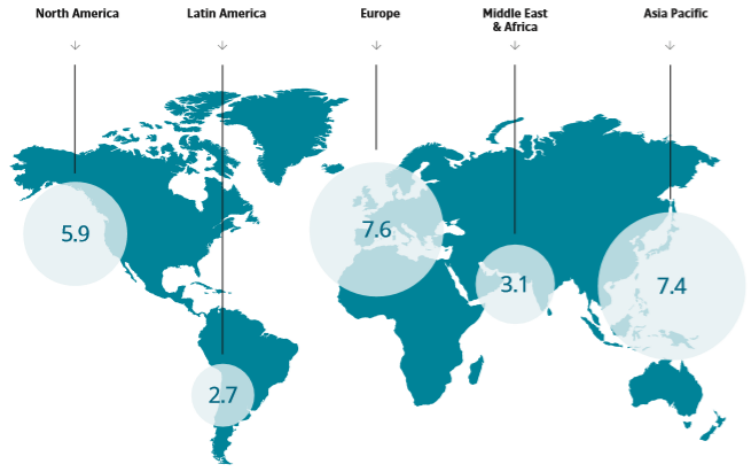 North America
Latin America
Europe
Middle East
& Africa
Asia Pacific
5.9
7.6
3.1
7.4
2.7